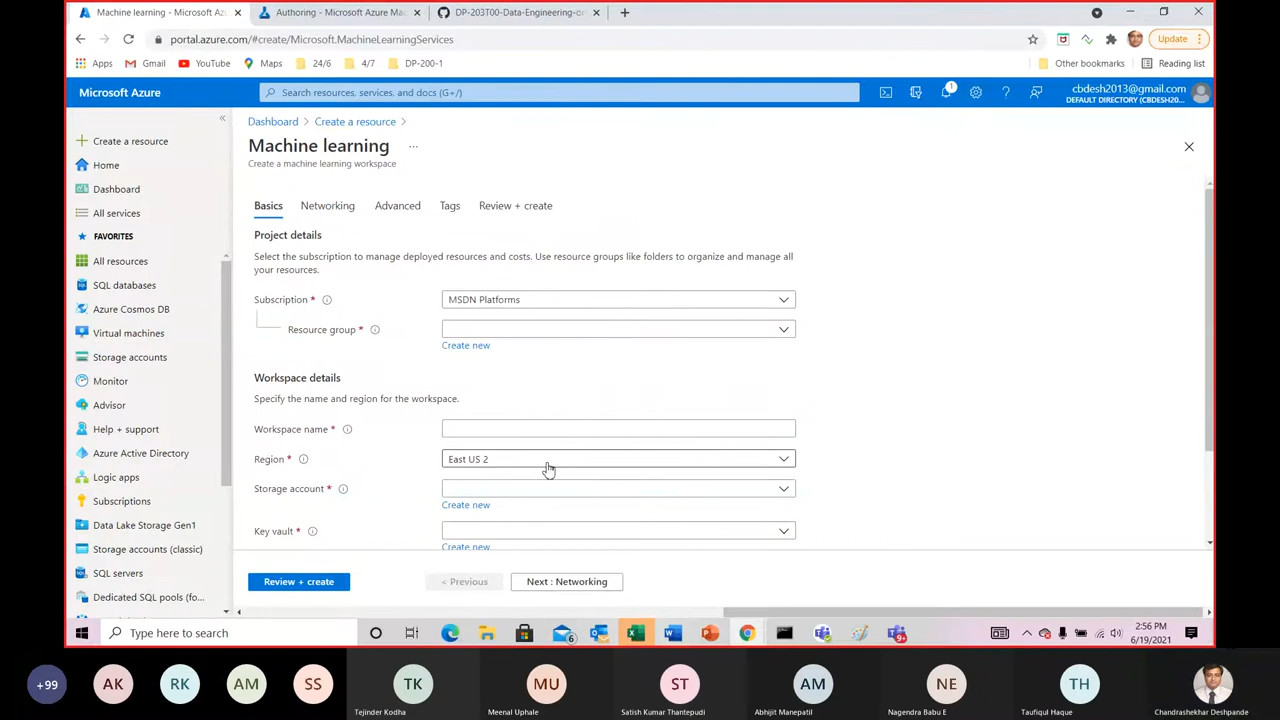 Machine learning - Microsoft Az
Authoring - Microsoft Azure Mac
DP-203T00-Data-Engineering-o
portal.azure.com/#create/Microsoft.MachineLearningServices
Update
Apps
Gmail
YouTube
Maps
24/6
4/7
DP-200-1
Other bookmarks
Reading list
Microsoft Azure
Search resources, services, and docs (G+/)
1
cbdesh2013@gmail.com
DEFAULT DIRECTORY (CBDESH20...
Create a resource
Home
Dashboard
All services
FAVORITES
All resources
SQL databases
Azure Cosmos DB
Virtual machines
Storage accounts
Monitor
Advisor
Help + support
Azure Active Directory
Logic apps
Subscriptions
Data Lake Storage Gen1
Storage accounts (classic)
SQL servers
Dedicated SQL pools (fo...
Dashboard > Create a resource >
Machine learning ...
Create a machine learning workspace
Basics Networking Advanced Tags Review + create
Project details
Select the subscription to manage deployed resources and costs. Use resource groups like folders to organize and manage all
your resources.
Subscription *
MSDN Platforms
Resource group *
Create new
Workspace details
Specify the name and region for the workspace.
Workspace name *
Region *
East US 2
Storage account *
Create new
Key vault *
Create new
Review + create
< Previous
Next : Networking
Type here to search
6
9+
2:56 PM
6/19/2021
+99
AK
RK
AM
SS
TK
Tejinder Kodha
MU
Meenal Uphale
ST
Satish Kumar Thantepudi
AM
Abhijit Manepatil
NE
Nagendra Babu E
TH
Taufiqul Haque
Chandrashekhar Deshpande